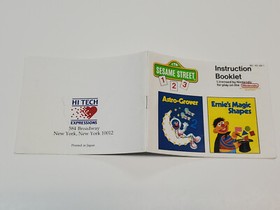 HI TECH
EXPRESSIONS
584 Broadway
New York, New York 10012
Printed in Japan
SESAME STREET
1 2 3
Instruction
Booklet
Licensed by Nintendo
for play on the
Nintendo
Astro-Grover
Ernie's Magic
Shapes